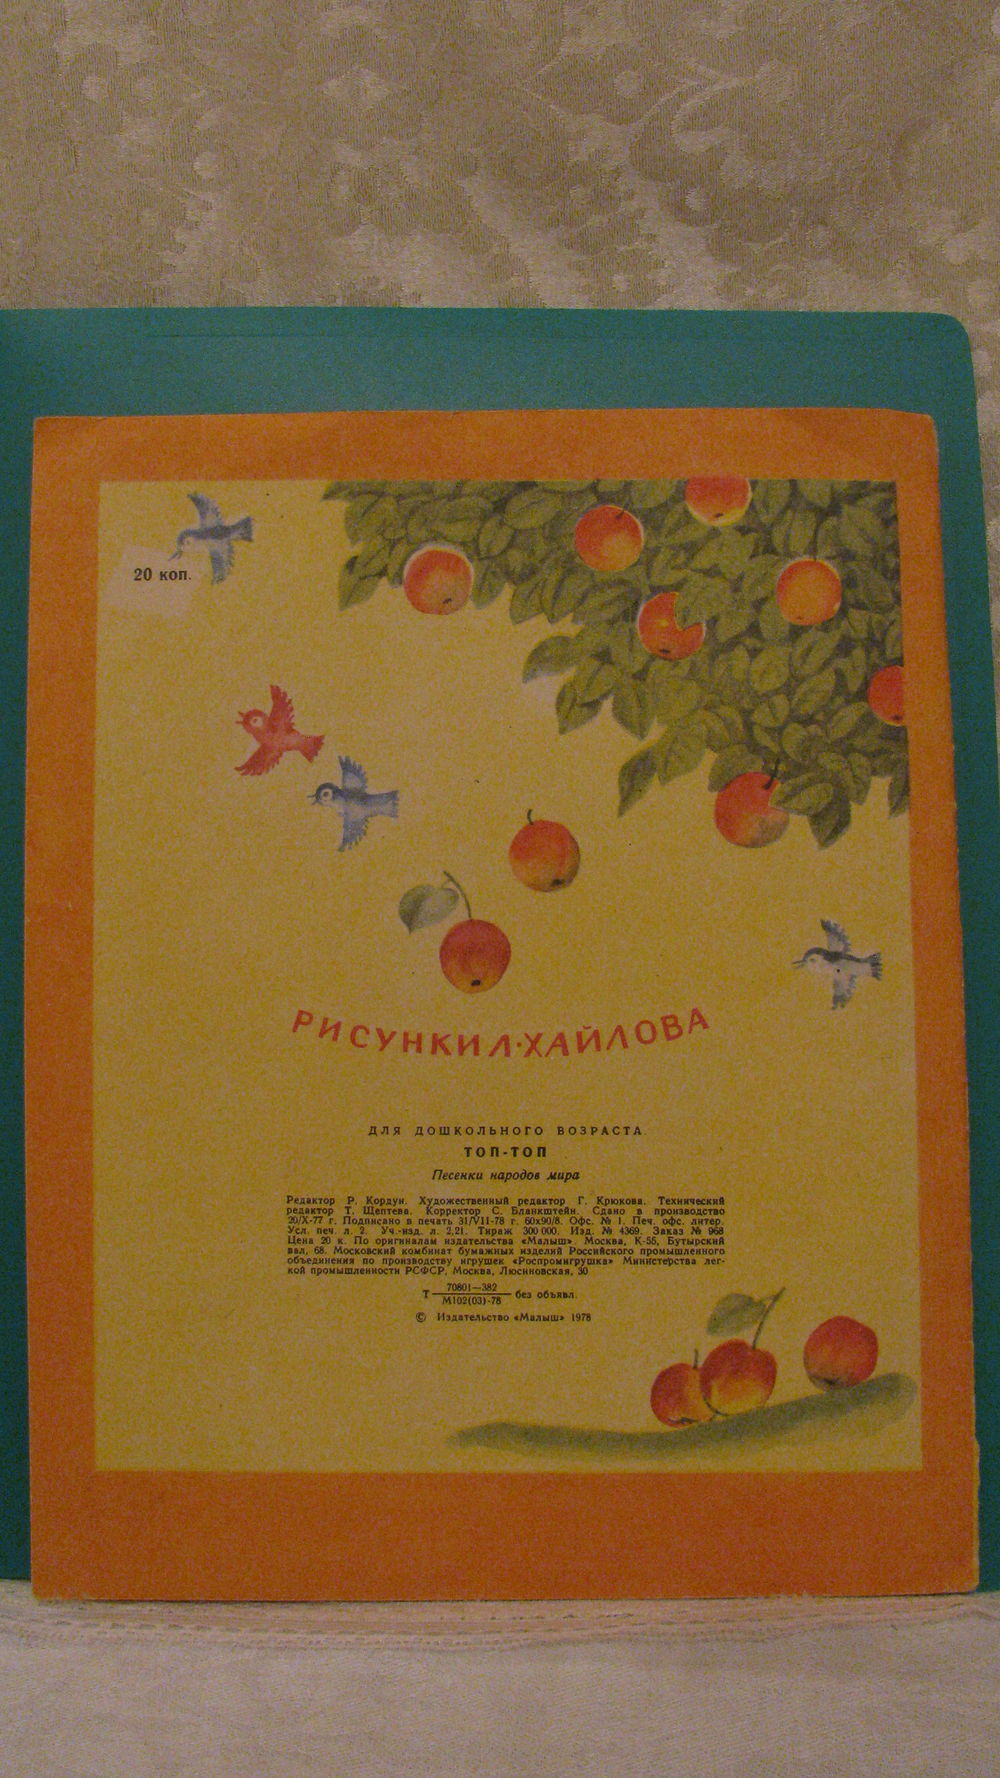 20 коп.
РИСУНКИ Л·ХАЙЛОВА
ДЛЯ ДОШКОЛЬНОГО ВОЗРАСТА.
ТОП-ТОП
Песенки народов мира
Редактор Р. Кордун. Художественный редактор Г. Крюкова. Технический
редактор Т. Щептева. Корректор С. Бланкштейн. Сдано в производство
20/X-77 г. Подписано в печать 31/VII-78 г. 60х90/8. Офс. № 1. Печ. офс. литер.
Усл. печ. л. 2. Уч.-изд. л. 2,21. Тираж 300 000. Изд. № 4369. Заказ № 968
Цена 20 к. По оригиналам издательства «Малыш». Москва, К-55, Бутырский
вал, 68. Московский комбинат бумажных изделий Российского промышленного
объединения по производству игрушек «Роспромигрушка» Министерства лег-
кой промышленности РСФСР, Москва, Люсиновская, 30
70801—382
Т без объявл.
М102(03)-78
© Издательство «Малыш» 1978